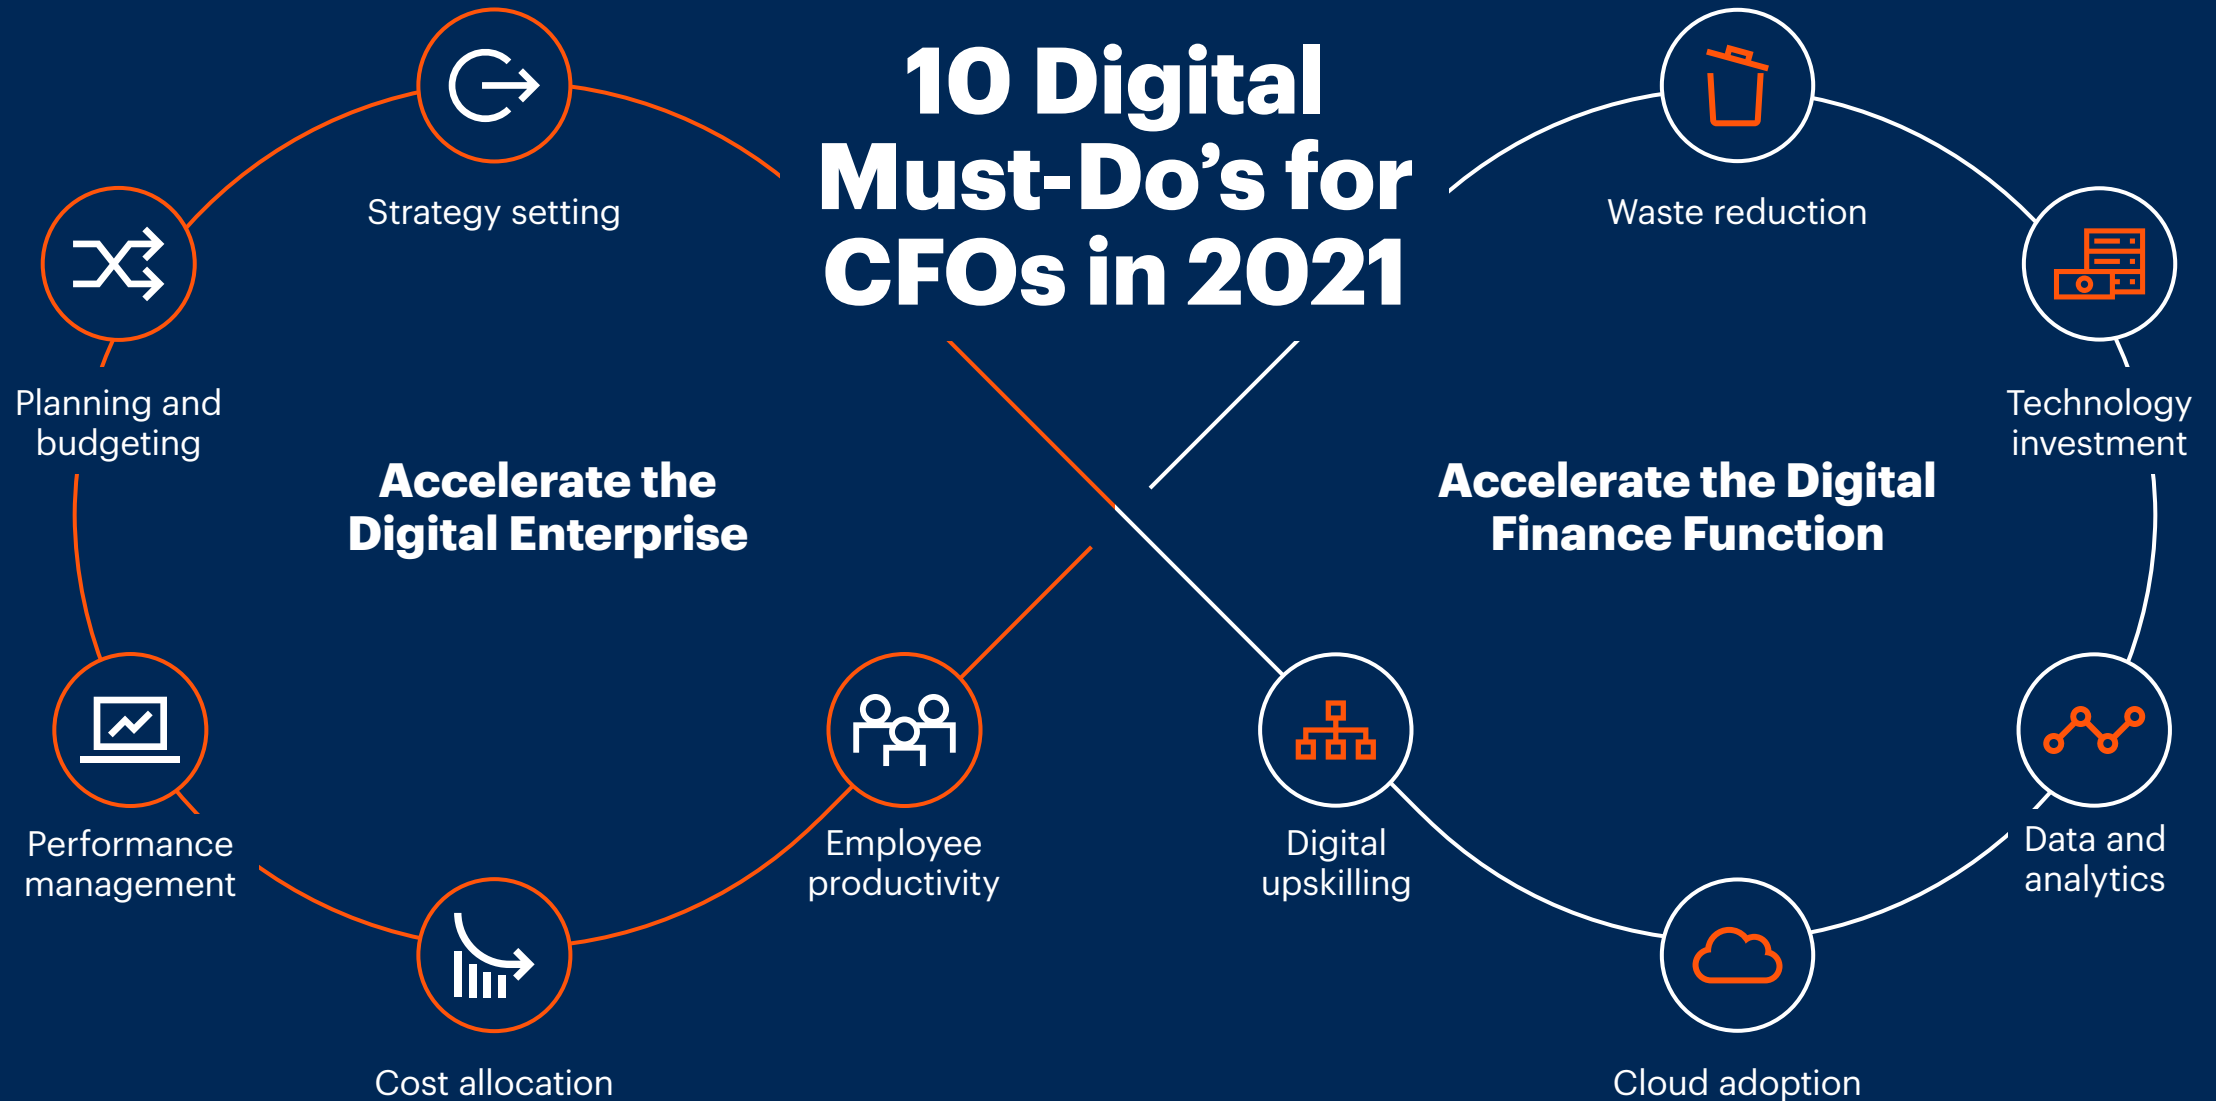 10 Digital
Must-Do’s for
CFOs in 2021
Strategy setting
Planning and
budgeting
Accelerate the
Digital Enterprise
Performance
management
Cost allocation
Employee
productivity
Waste reduction
Technology
investment
Accelerate the Digital
Finance Function
Digital
upskilling
Data and
analytics
Cloud adoption